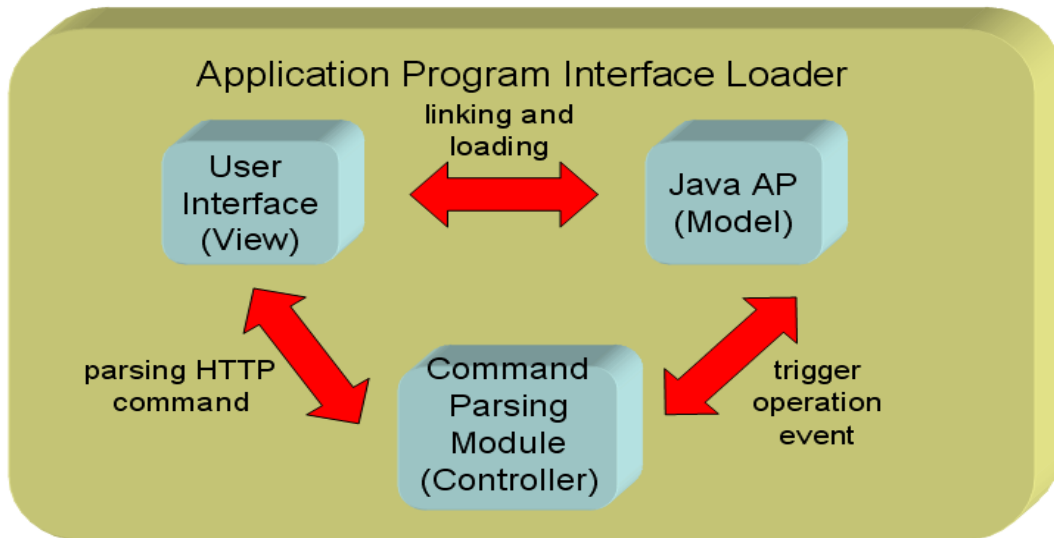 Application Program Interface Loader
linking and
loading
User
Interface
(View)
Java AP
(Model)
parsing HTTP
command
Command
Parsing
Module
(Controller)
trigger
operation
event